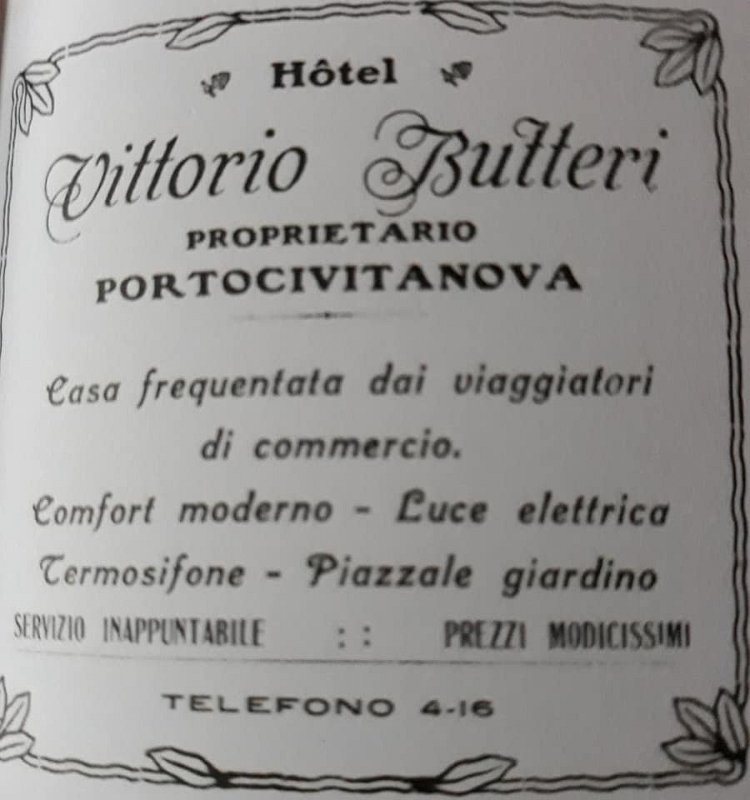 Hôtel
Vittorio Butteri
PROPRIETARIO
PORTOCIVITANOVA
Casa frequentata dai viaggiatori
di commercio.
Comfort moderno - Luce elettrica
Termosifone - Piazzale giardino
SERVIZIO INAPPUNTABILE : : PREZZI MODICISSIMI
TELEFONO 4-16